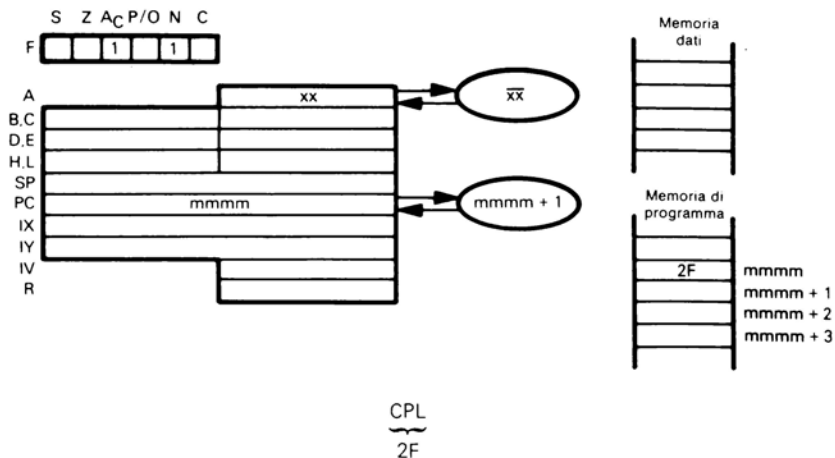 S Z AC P/O N C
F 1 1
A xx x̅x̅
B,C
D,E
H,L
SP
PC mmmm mmmm + 1
IX
IY
IV
R
Memoria
dati
Memoria di
programma
2F mmmm
mmmm + 1
mmmm + 2
mmmm + 3
CPL
2F